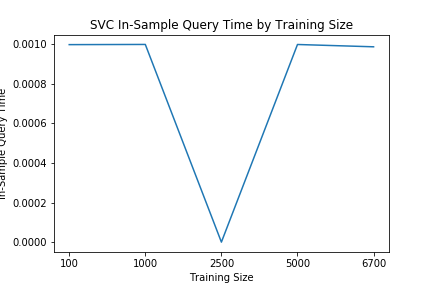 SVC In-Sample Query Time by Training Size
In-Sample Query Time
0.0010
0.0008
0.0006
0.0004
0.0002
0.0000
100 1000 2500 5000 6700
Training Size